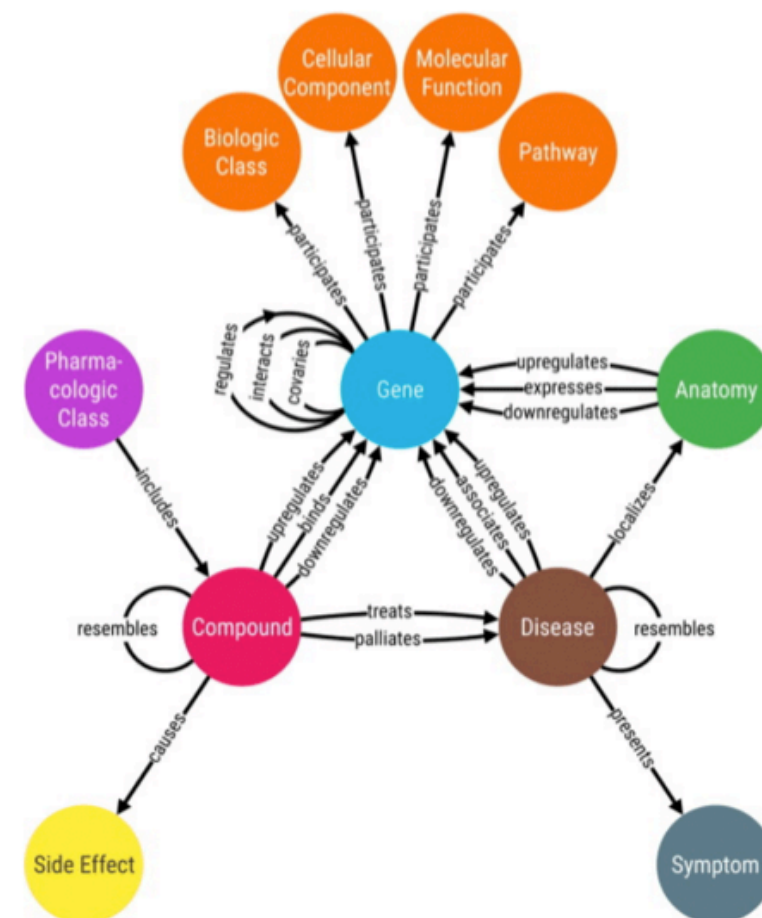 Cellular
Component
Molecular
Function
Biologic
Class
Pathway
participates
participates
participates
participates
Pharma-
cologic
Class
regulates
interacts
covaries
Gene
upregulates
expresses
downregulates
Anatomy
includes
upregulates
binds
downregulates
downregulates
associates
upregulates
localizes
resembles
Compound
treats
palliates
Disease
resembles
causes
presents
Side Effect
Symptom